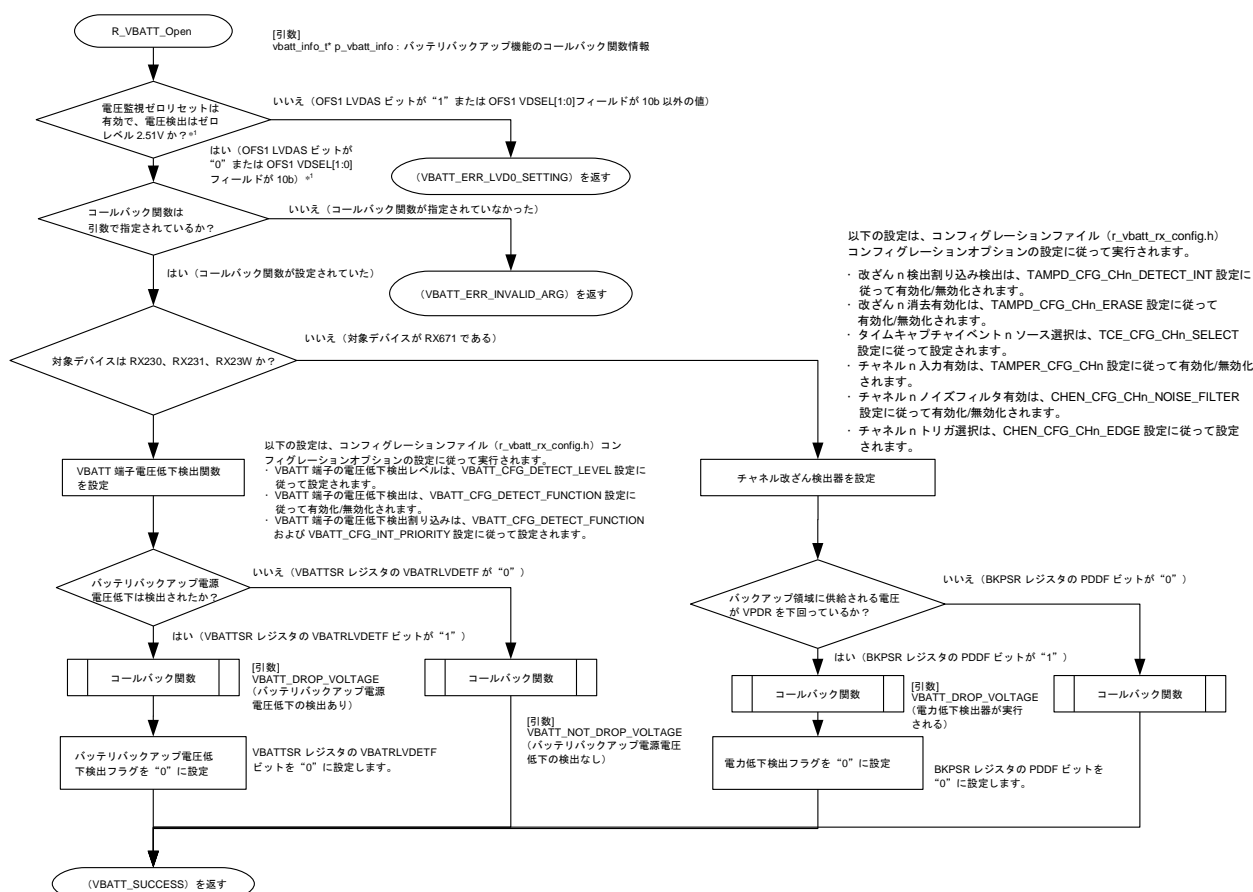 R_VBATT_Open
[引数]
vbatt_info_t* p_vbatt_info : バッテリバックアップ機能のコールバック関数情報
電圧監視ゼロリセットは
有効で、電圧検出はゼロ
レベル 2.51V か？*1
いいえ（OFS1 LVDAS ビットが“1”または OFS1 VDSEL[1:0]フィールドが 10b 以外の値）
はい（OFS1 LVDAS ビットが
“0”または OFS1 VDSEL[1:0]
フィールドが 10b）*1
（VBATT_ERR_LVD0_SETTING）を返す
コールバック関数は
引数で指定されているか？
いいえ（コールバック関数が指定されていなかった）
はい（コールバック関数が設定されていた）
（VBATT_ERR_INVALID_ARG）を返す
以下の設定は、コンフィグレーションファイル（r_vbatt_rx_config.h）
コンフィグレーションオプションの設定に従って実行されます。
· 改ざん n 検出割り込み検出は、TAMPD_CFG_CHn_DETECT_INT 設定に
従って有効化/無効化されます。
· 改ざん n 消去有効化は、TAMPD_CFG_CHn_ERASE 設定に従って
有効化/無効化されます。
· タイムキャプチャイベント n ソース選択は、TCE_CFG_CHn_SELECT
設定に従って設定されます。
· チャネル n 入力有効は、TAMPER_CFG_CHn 設定に従って有効化/無効化
されます。
· チャネル n ノイズフィルタ有効は、CHEN_CFG_CHn_NOISE_FILTER
設定に従って有効化/無効化されます。
· チャネル n トリガ選択は、CHEN_CFG_CHn_EDGE 設定に従って設定
されます。
対象デバイスは RX230、RX231、RX23W か？
いいえ（対象デバイスが RX671 である）
以下の設定は、コンフィグレーションファイル（r_vbatt_rx_config.h）コン
フィグレーションオプションの設定に従って実行されます。
· VBATT 端子の電圧低下検出レベルは、VBATT_CFG_DETECT_LEVEL 設定に
従って設定されます。
· VBATT 端子の電圧低下検出は、VBATT_CFG_DETECT_FUNCTION 設定に
従って有効化/無効化されます。
· VBATT 端子の電圧低下検出割り込みは、VBATT_CFG_DETECT_FUNCTION
および VBATT_CFG_INT_PRIORITY 設定に従って設定されます。
VBATT 端子電圧低下検出関数
を設定
チャネル改ざん検出器を設定
バッテリバックアップ電源
電圧低下は検出されたか？
いいえ（VBATTSR レジスタの VBATRLVDETF が“0”）
はい（VBATTSR レジスタの VBATRLVDETF ビットが“1”）
バックアップ領域に供給される電圧
が VPDR を下回っているか？
いいえ（BKPSR レジスタの PDDF ビットが“0”）
はい（BKPSR レジスタの PDDF ビットが“1”）
コールバック関数
[引数]
VBATT_DROP_VOLTAGE
（バッテリバックアップ電源
電圧低下の検出あり）
コールバック関数
[引数]
VBATT_NOT_DROP_VOLTAGE
（バッテリバックアップ電源電圧
低下の検出なし）
コールバック関数
[引数]
VBATT_DROP_VOLTAGE
（電力低下検出器が実行
される）
コールバック関数
バッテリバックアップ電圧低
下検出フラグを“0”に設定
VBATTSR レジスタの VBATRLVDETF
ビットを“0”に設定します。
電力低下検出フラグを“0”に設定
BKPSR レジスタの PDDF ビットを
“0”に設定します。
（VBATT_SUCCESS）を返す